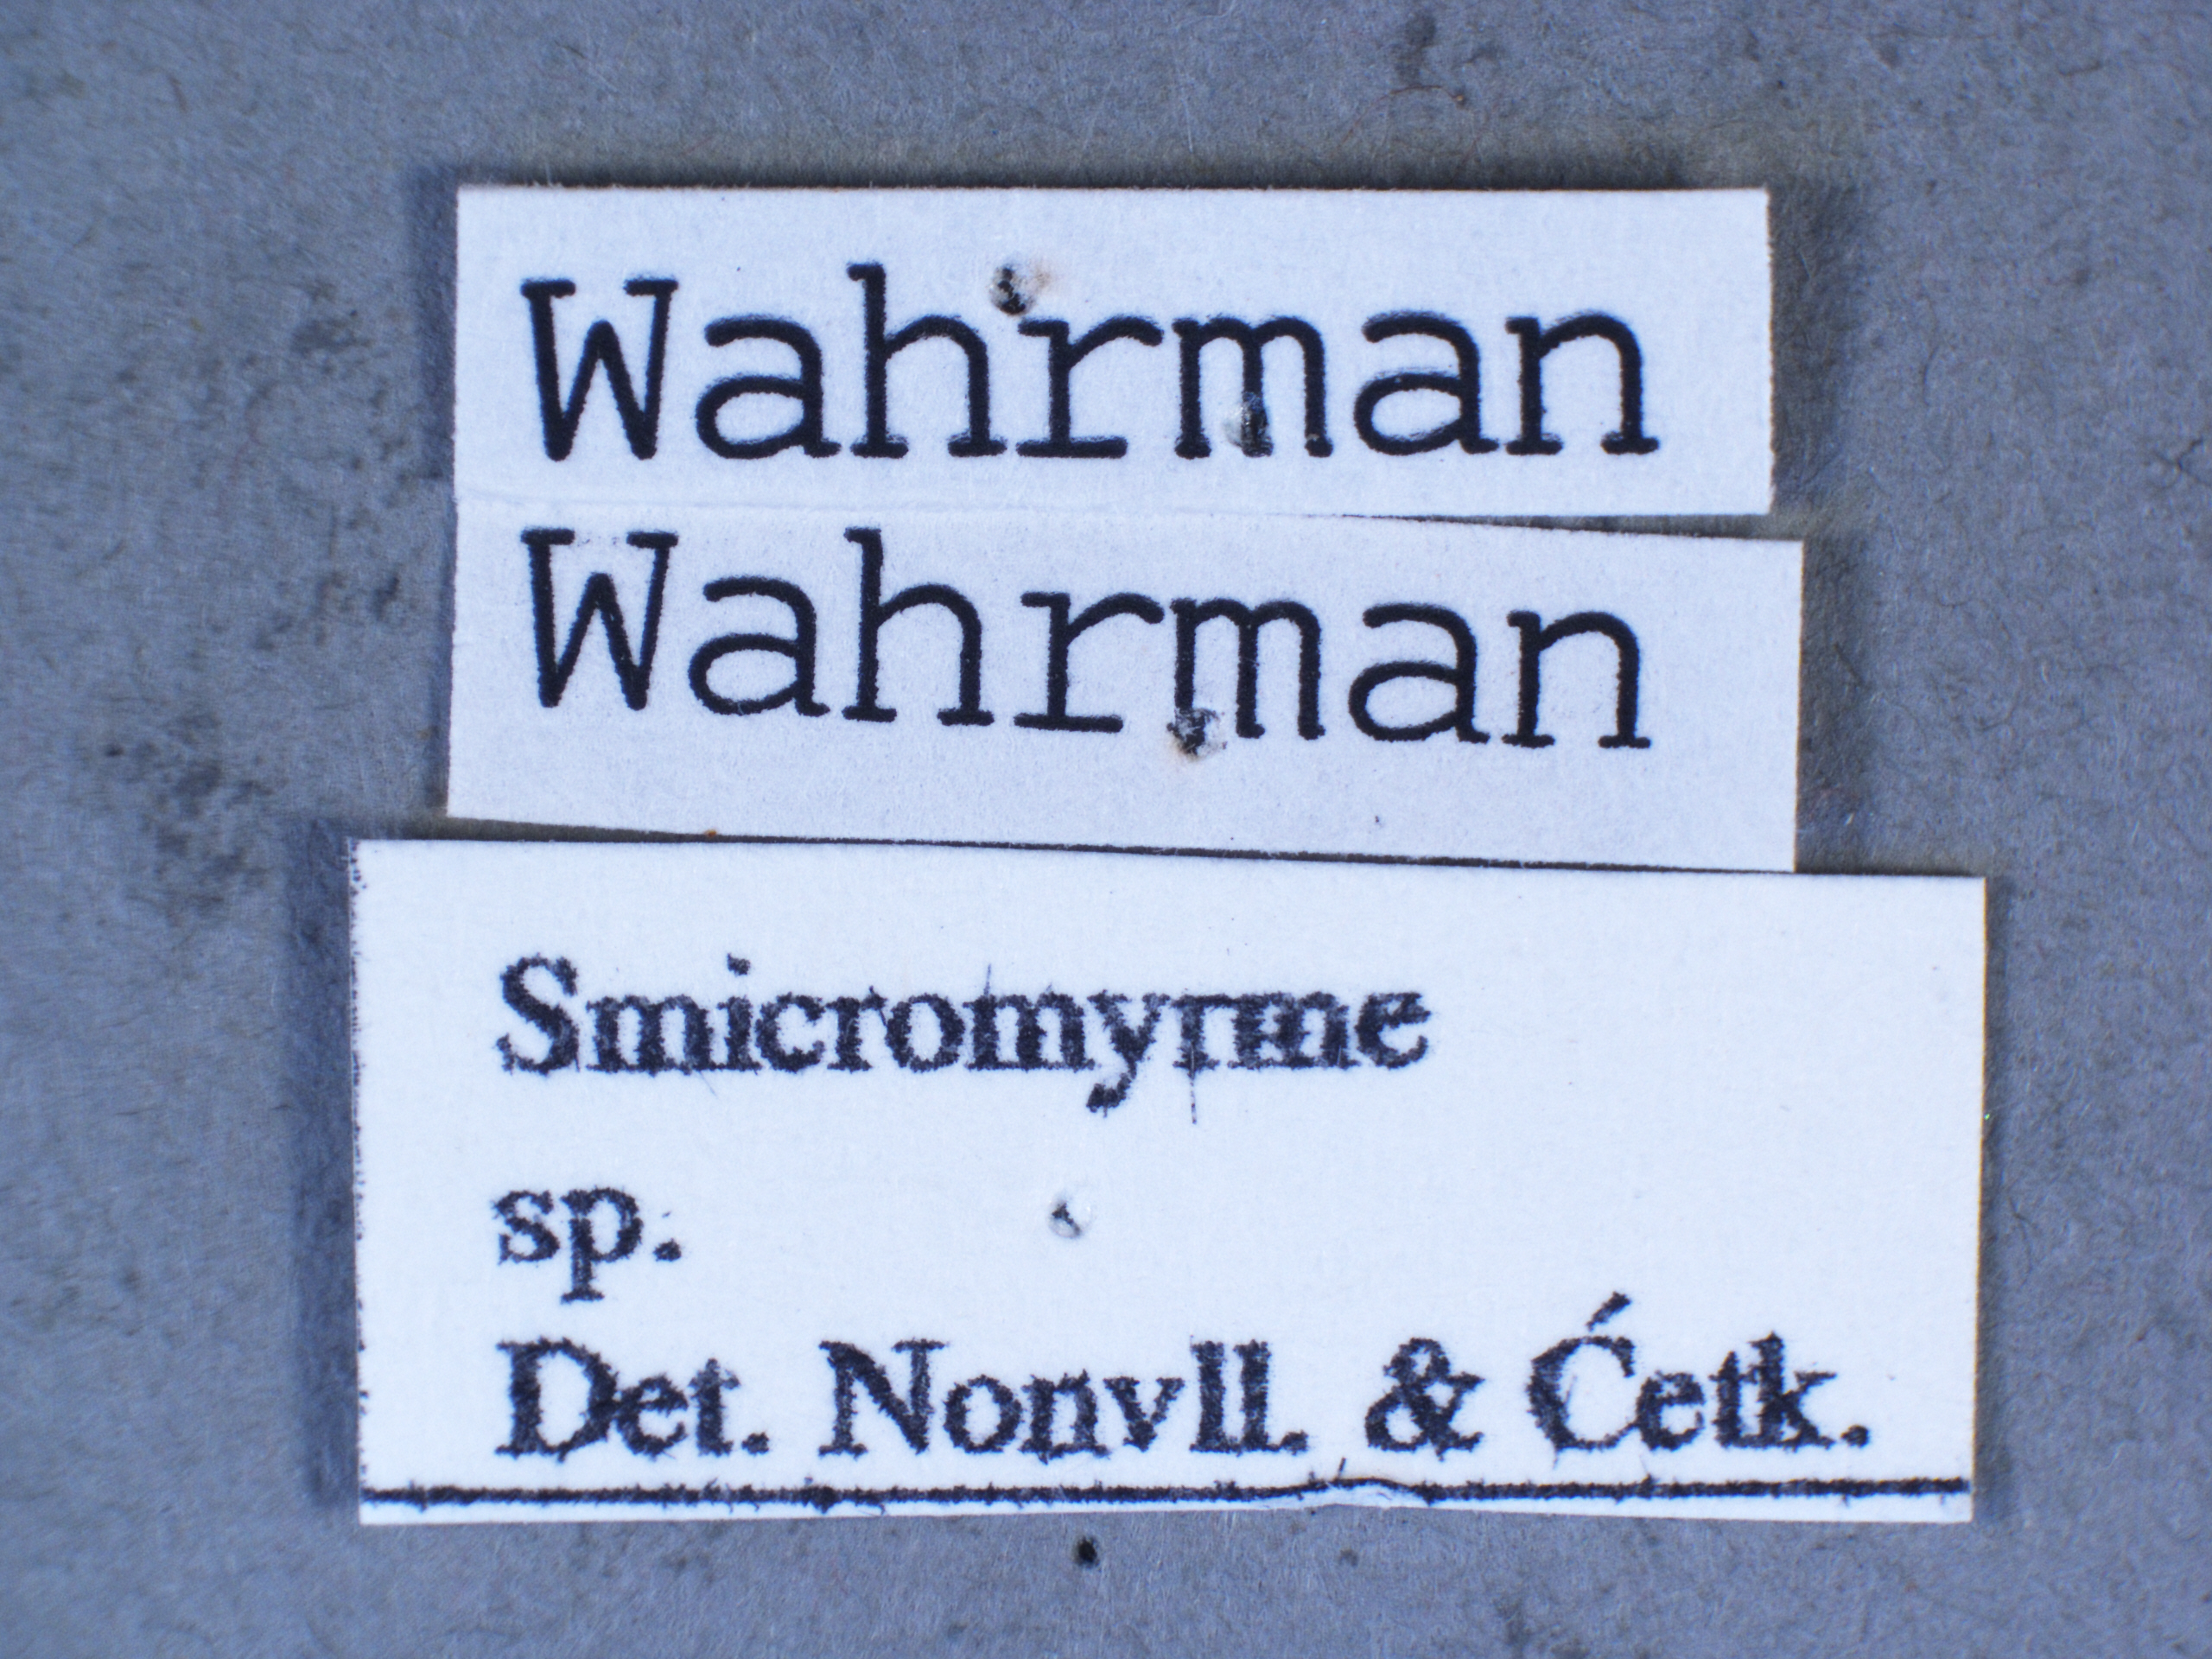 Wahrman
Wahrman
Smicromyrme
sp.
Det. Nonvll. & Ćetk.